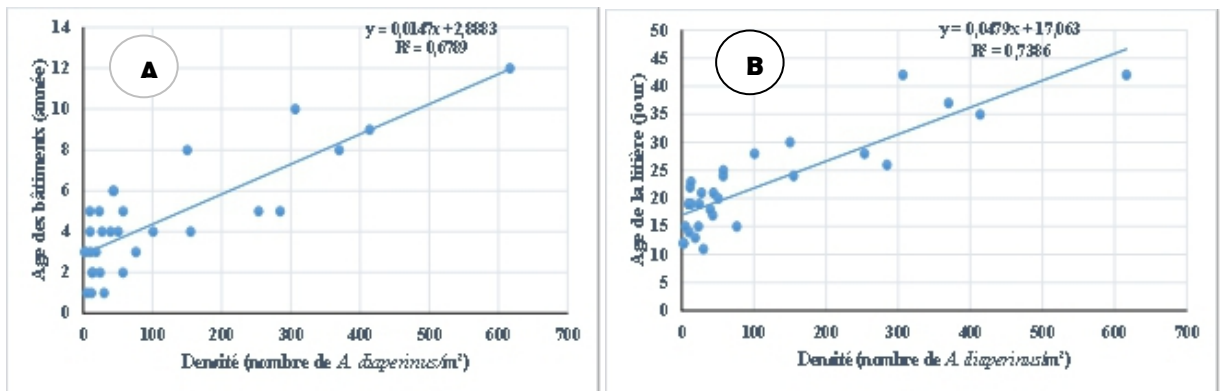 y = 0,0147x + 2,8883
R² = 0,6789
A
Age des bâtiments (année)
14
12
10
8
6
4
2
0
0 100 200 300 400 500 600 700
Densité (nombre de A. diaperinus/m²)
y = 0,0479x + 17,063
R² = 0,7386
B
Age de la litière (jour)
50
45
40
35
30
25
20
15
10
5
0
0 100 200 300 400 500 600 700
Densité (nombre de A. diaperinus/m²)